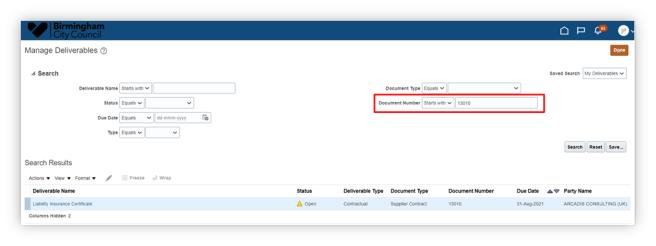 Birmingham
City Council
Manage Deliverables
Done
Search
Saved Search My Deliverables
Deliverable Name Starts with
Document Type Equals
Status Equals
Document Number Starts with 10010
Due Date Equals dd-mmm-yyyy
Type Equals
Search Reset Save...
Search Results
Actions View Format Freeze Wrap
Deliverable Name Status Deliverable Type Document Type Document Number Due Date Party Name
Liability Insurance Certificate Open Contractual Supplier Contract 10010 31-Aug-2021 ARCADIS CONSULTING (UK)
Columns Hidden 2